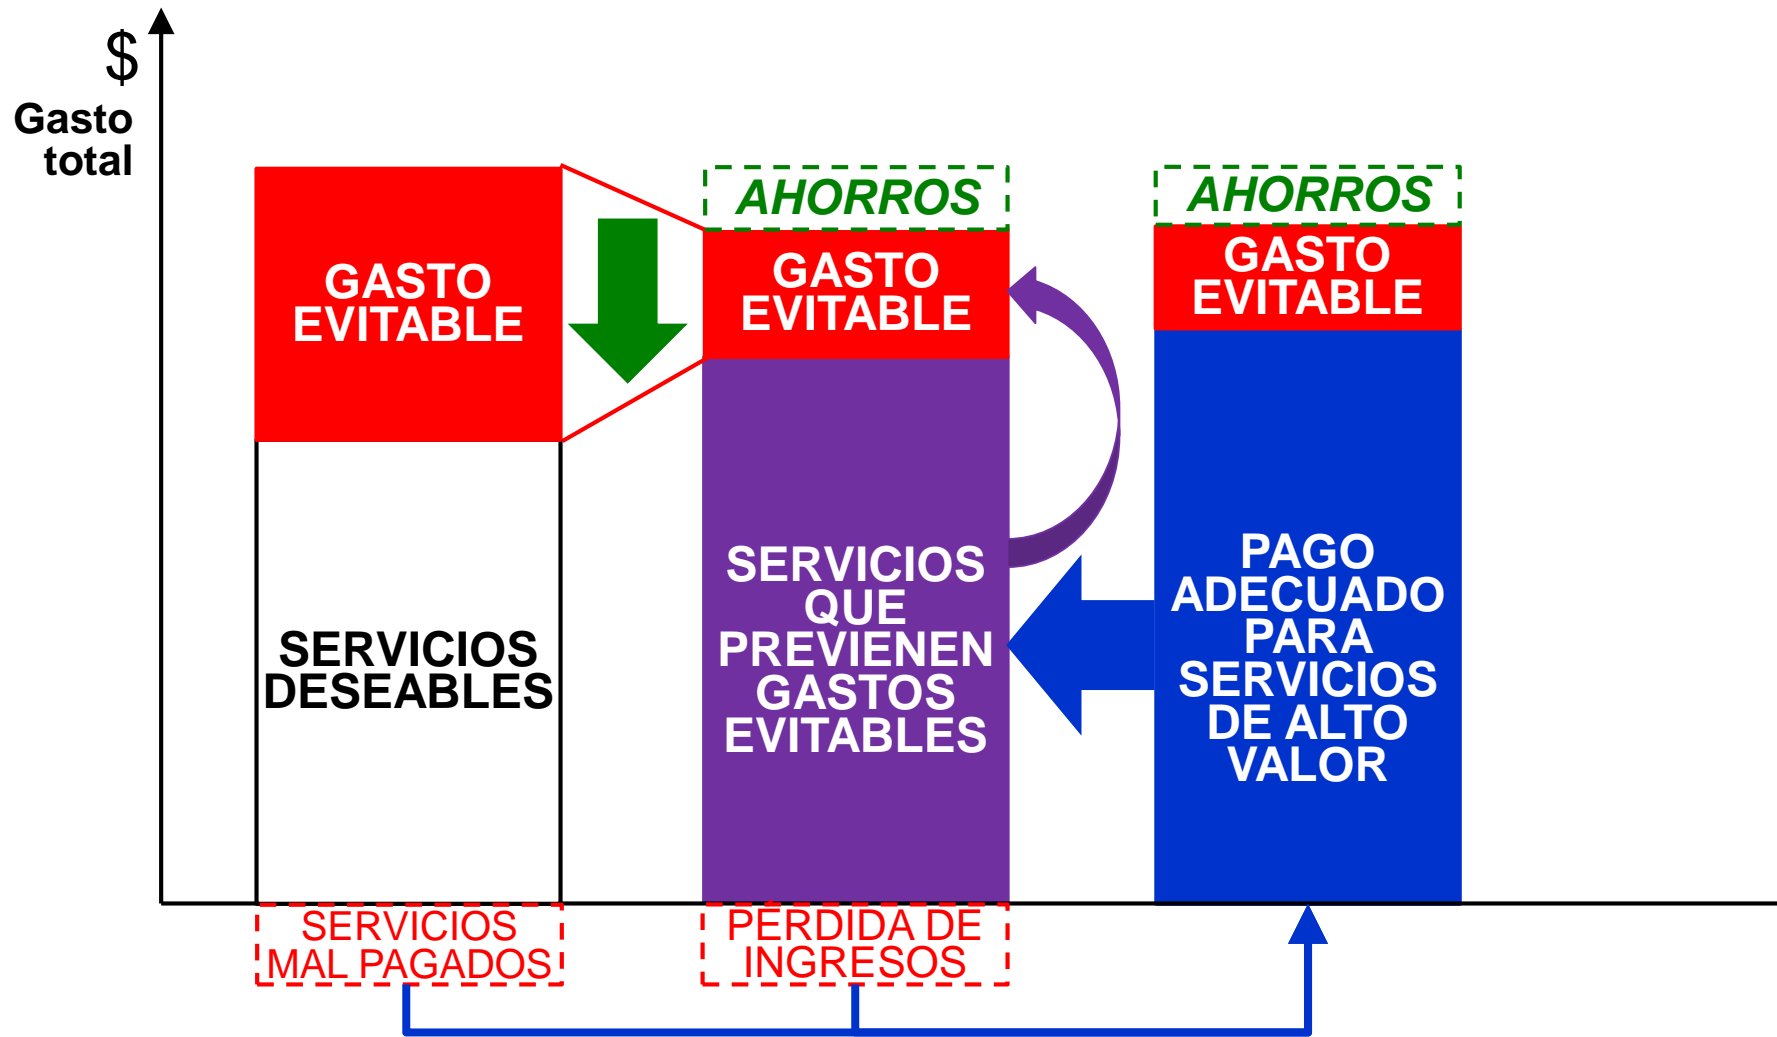 $
Gasto
total
GASTO
EVITABLE
SERVICIOS
DESEABLES
SERVICIOS
MAL PAGADOS
AHORROS
GASTO
EVITABLE
SERVICIOS
QUE
PREVIENEN
GASTOS
EVITABLES
PÉRDIDA DE
INGRESOS
AHORROS
GASTO
EVITABLE
PAGO
ADECUADO
PARA
SERVICIOS
DE ALTO
VALOR